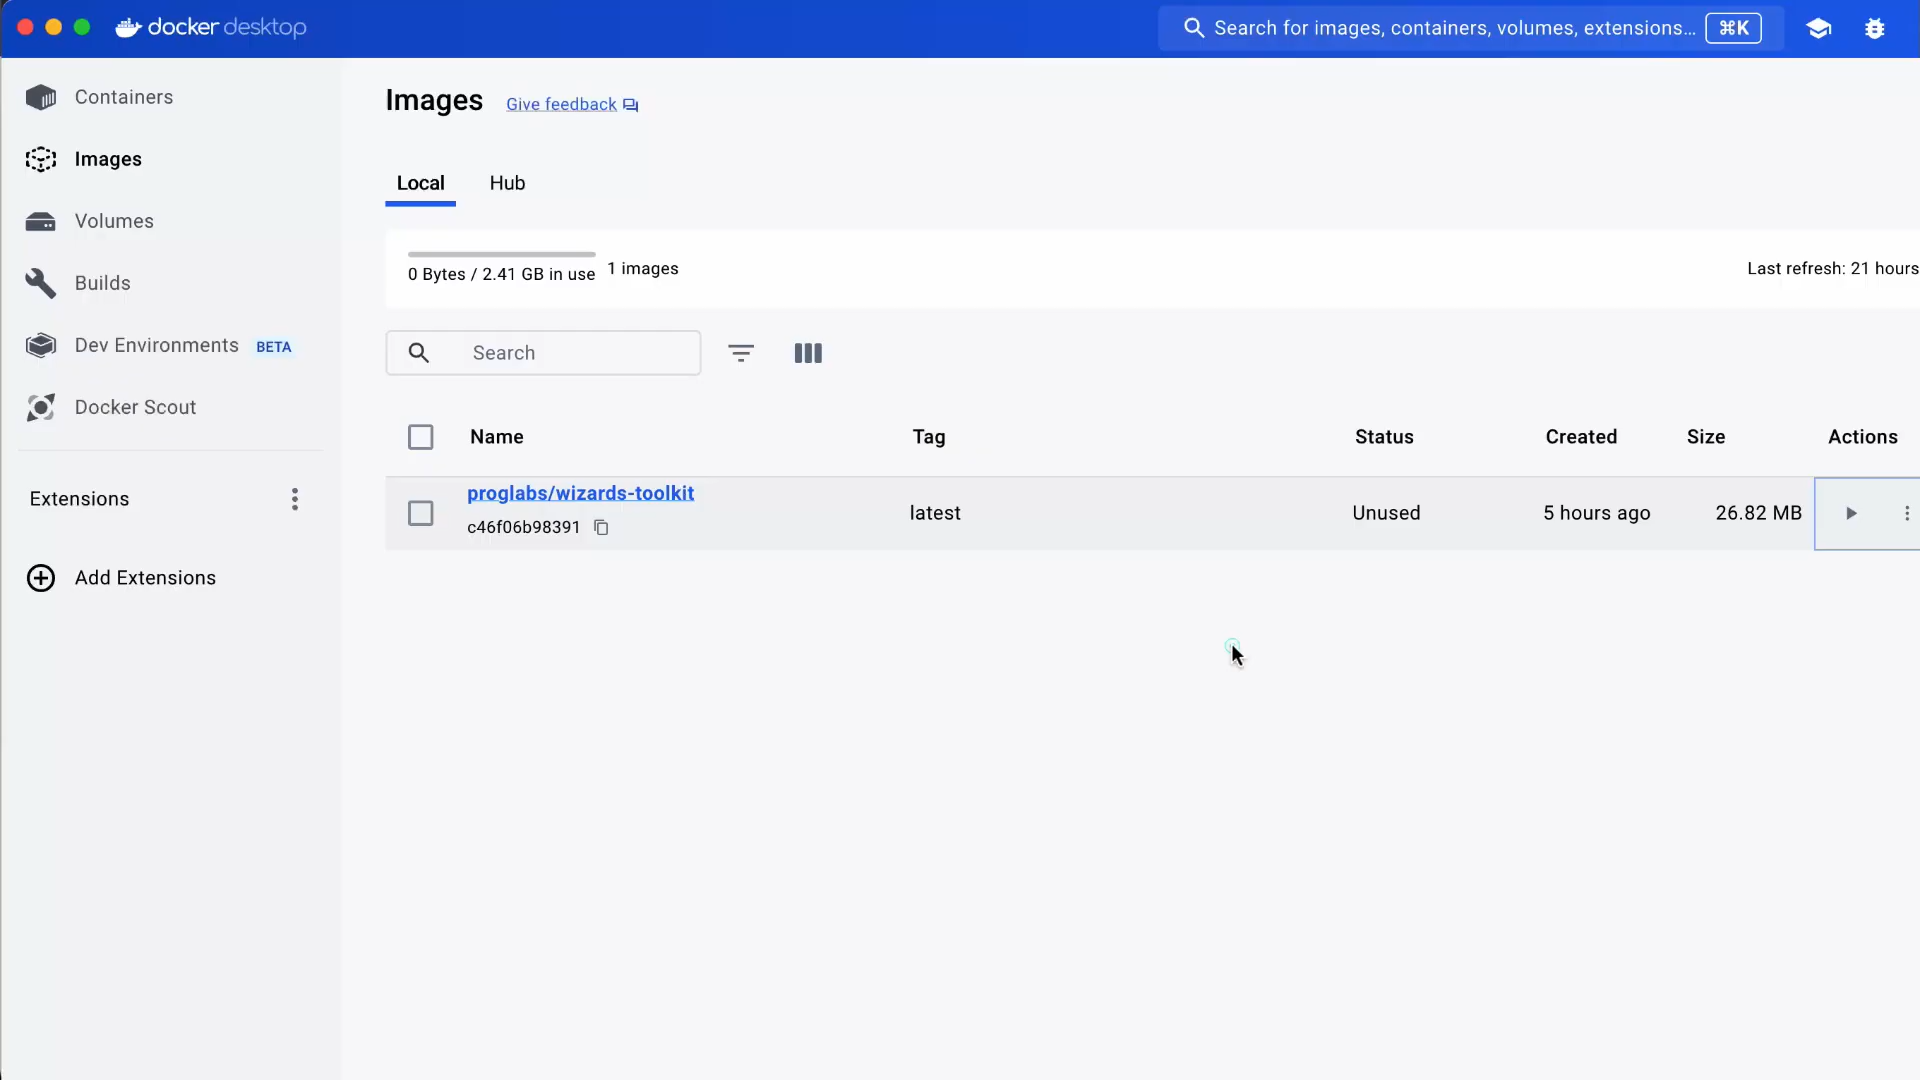 docker desktop
Search for images, containers, volumes, extensions... ⌘K
Containers
Images
Volumes
Builds
Dev Environments BETA
Docker Scout
Extensions
Add Extensions
Images Give feedback
Local Hub
0 Bytes / 2.41 GB in use 1 images
Last refresh: 21 hours
Search
Name Tag Status Created Size Actions
proglabs/wizards-toolkit
c46f06b98391
latest Unused 5 hours ago 26.82 MB